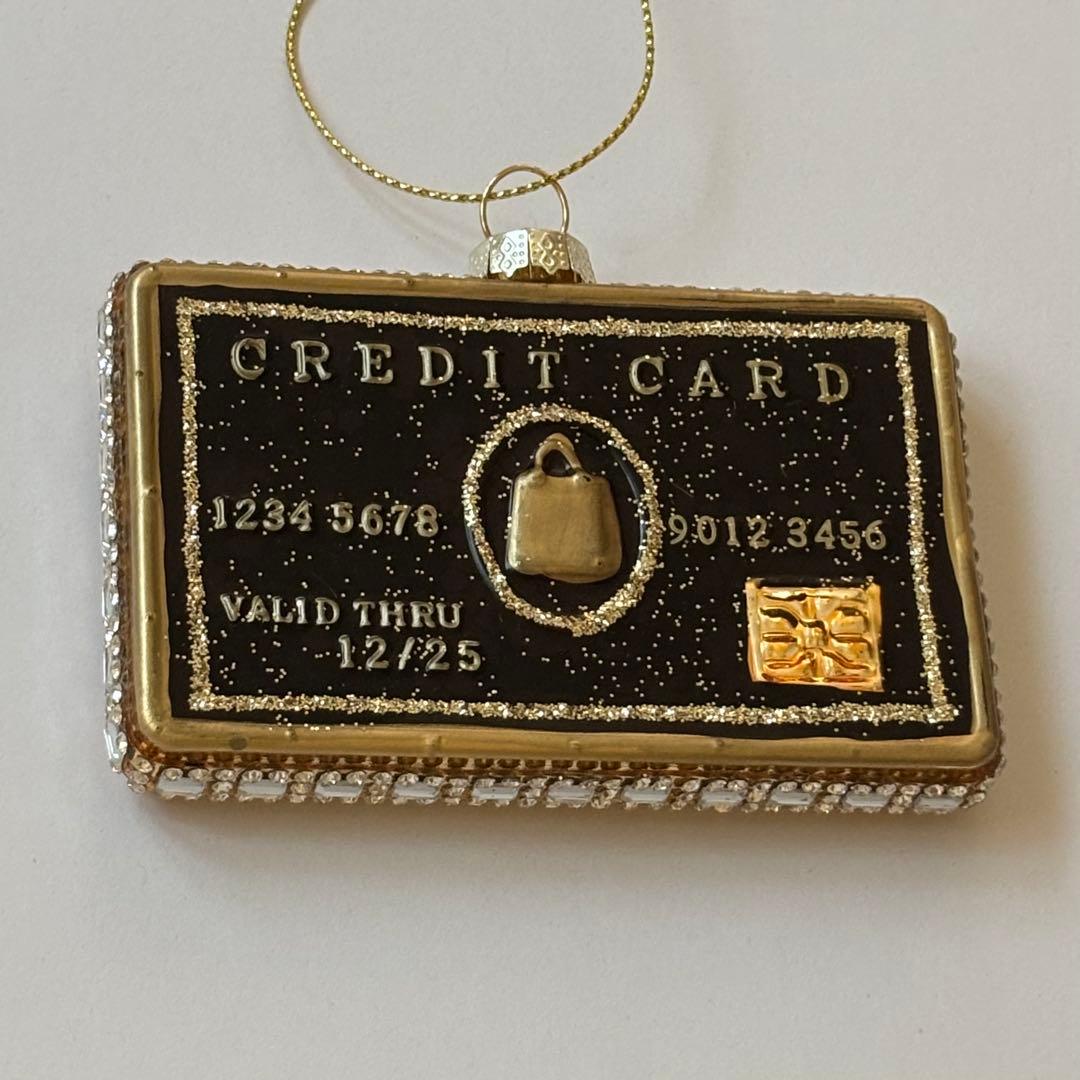 CREDIT CARD
1234 5678 9012 3456
VALID THRU
12/25